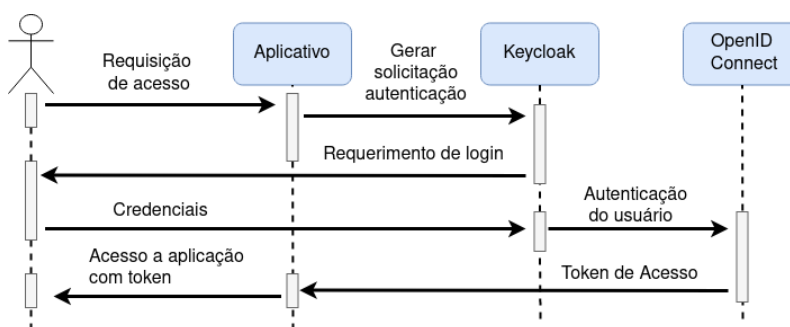 Aplicativo
Keycloak
OpenID
Connect
Requisição
de acesso
Gerar
solicitação
autenticação
Requerimento de login
Credenciais
Autenticação
do usuário
Acesso a aplicação
com token
Token de Acesso